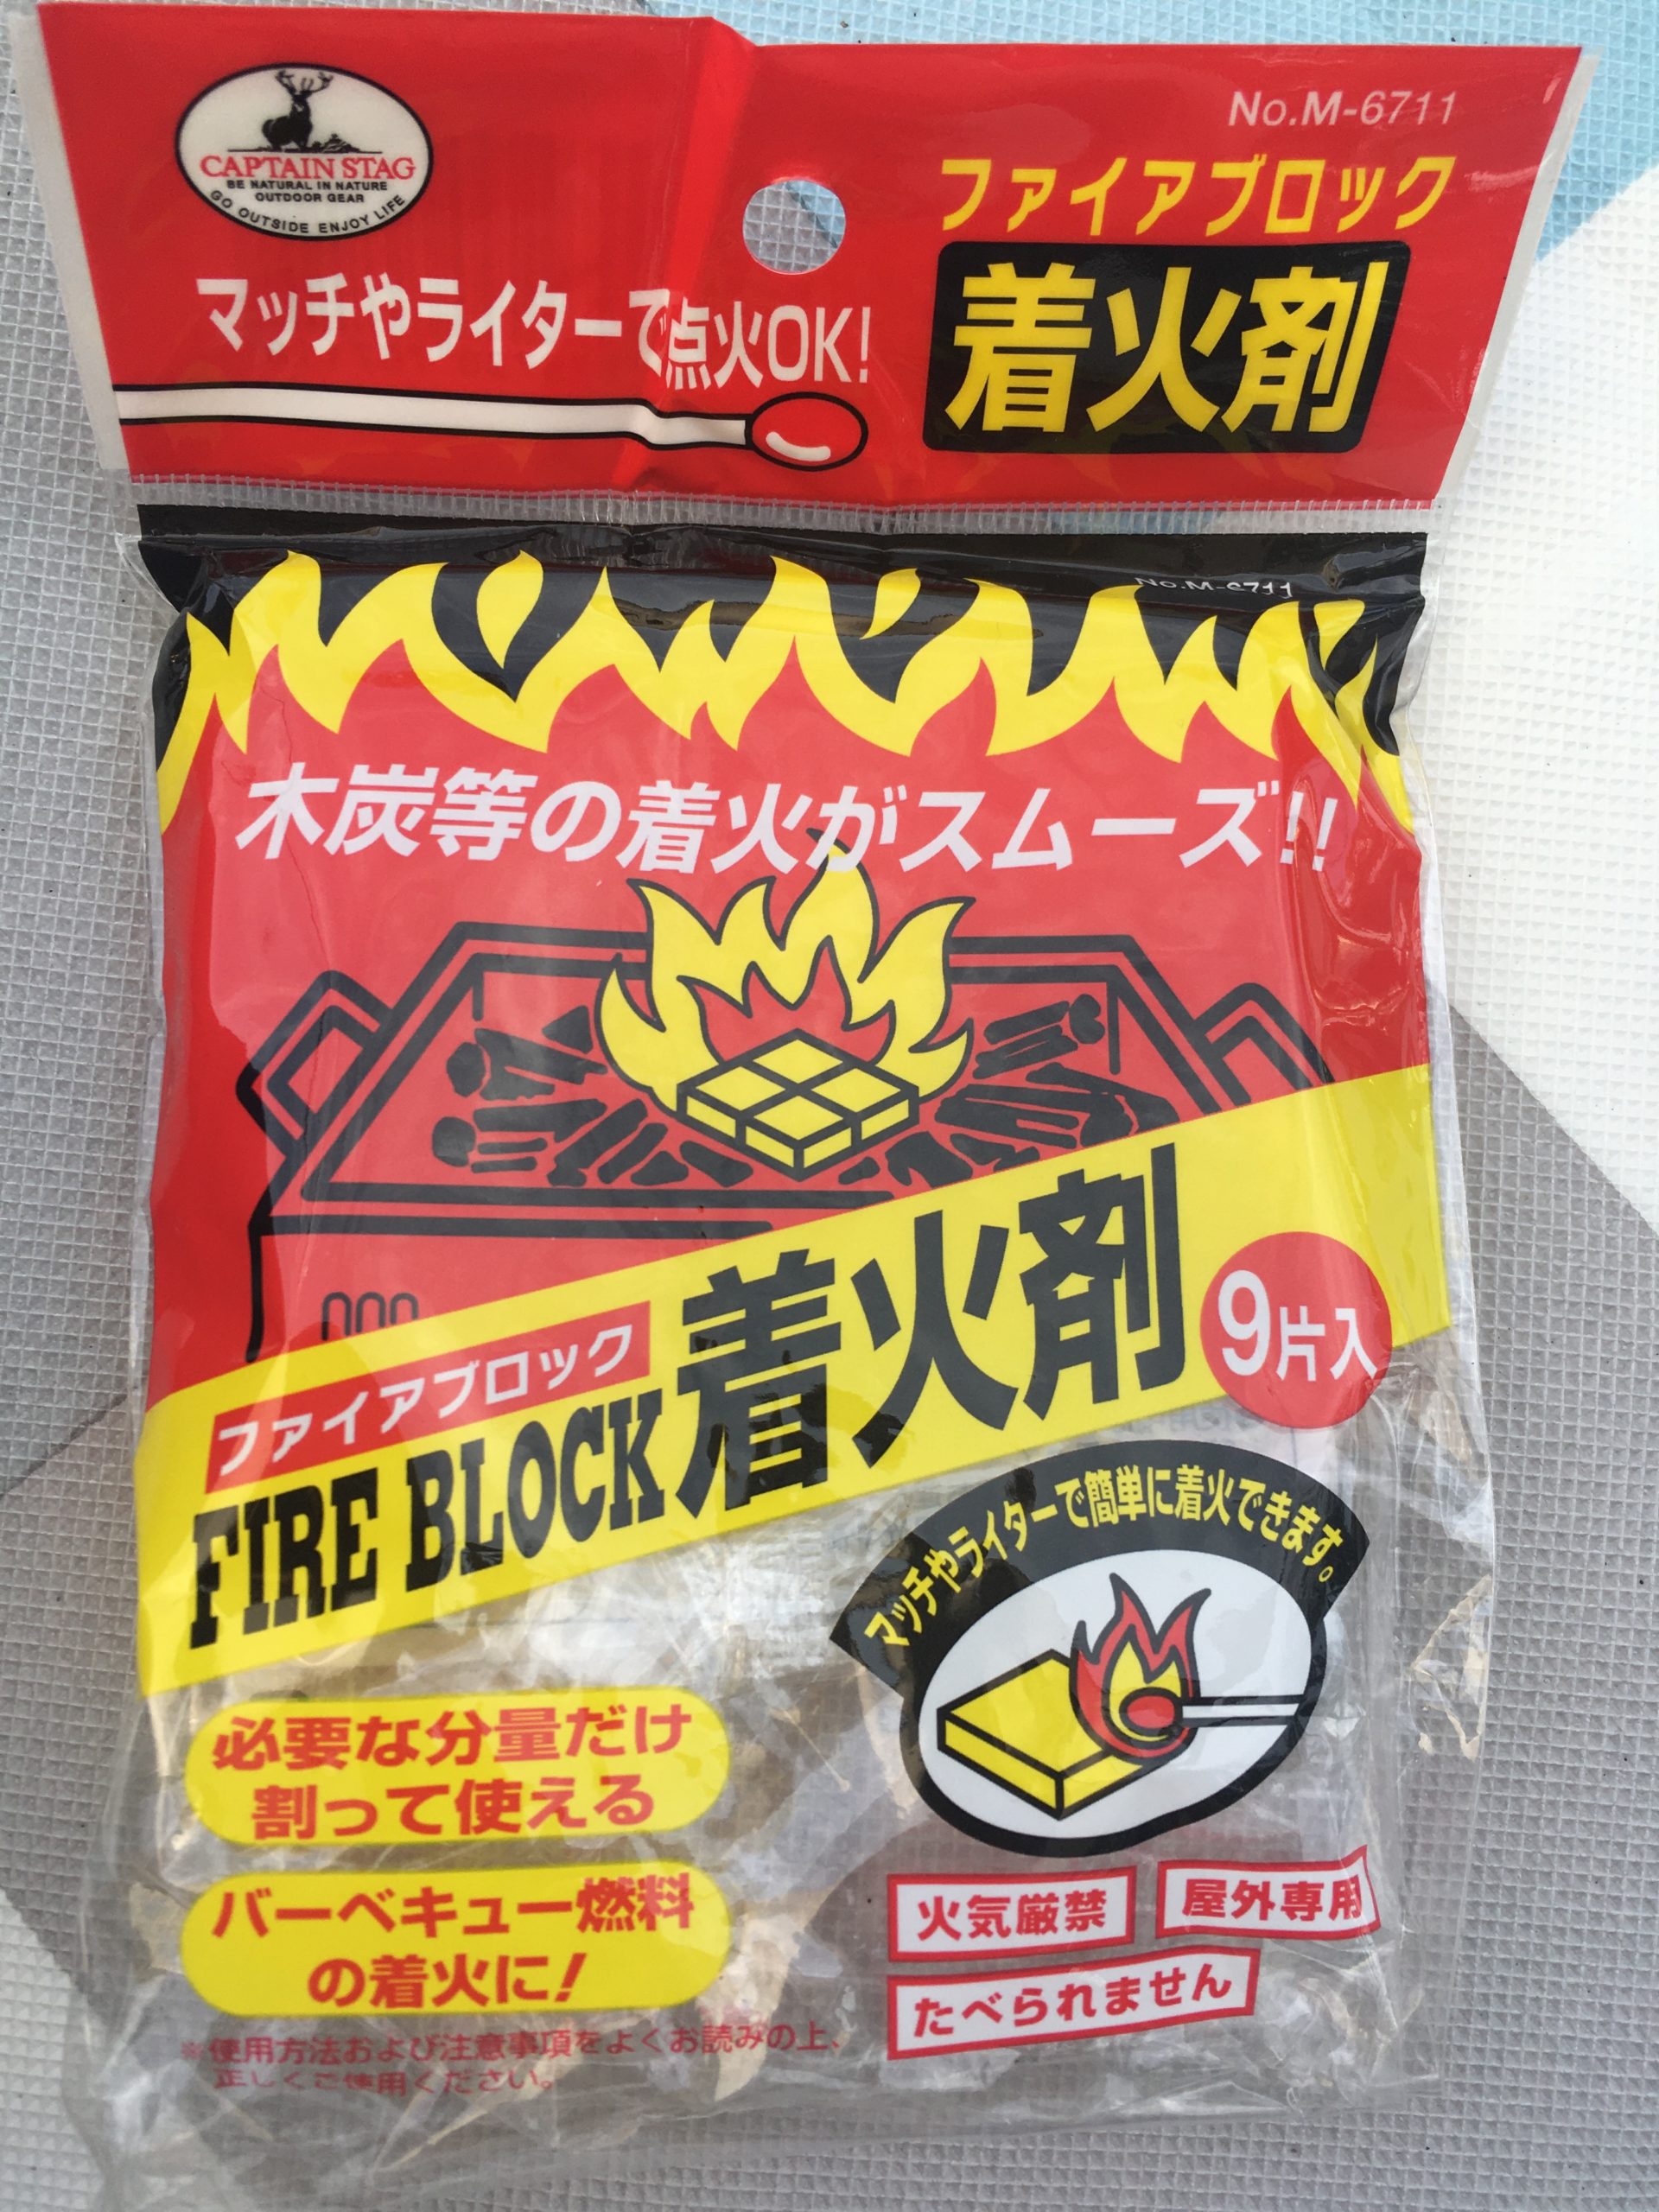 No.M-6711
CAPTAIN STAG
BE NATURAL IN NATURE
OUTDOOR GEAR
GO OUTSIDE ENJOY LIFE
ファイアブロック
着火剤
マッチやライターで点火OK!
No.M-6711
木炭等の着火がスムーズ!!
ファイアブロック
FIRE BLOCK着火剤
9片入
マッチやライターで簡単に着火できます。
必要な分量だけ
割って使える
バーベキュー燃料
の着火に!
火気厳禁
屋外専用
たべられません
※使用方法および注意事項をよくお読みの上、
正しくご使用ください。